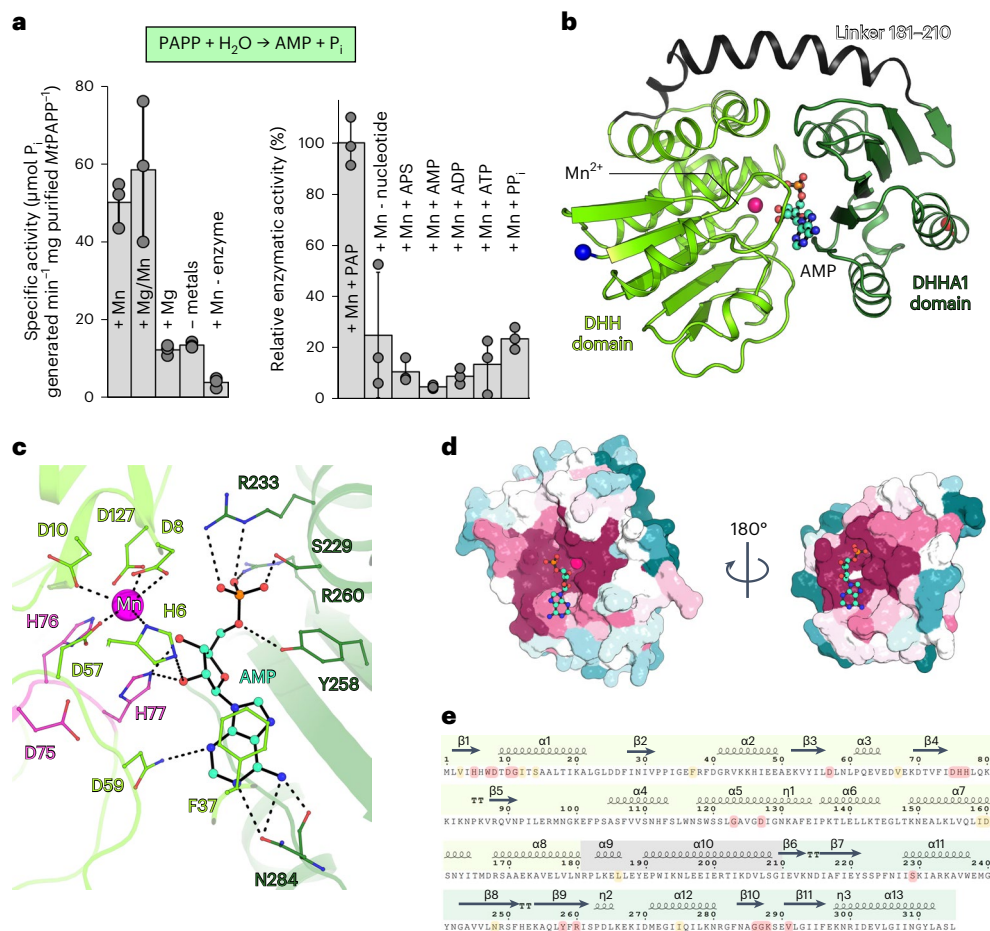 a
PAPP + H2O → AMP + Pi
Specific activity (µmol Pi
generated min−1 mg purified MtPAPP−1)
80
60
40
20
0
+ Mn
+ Mg/Mn
+ Mg
− metals
+ Mn - enzyme
Relative enzymatic activity (%)
100
80
60
40
20
0
+ Mn + PAP
+ Mn - nucleotide
+ Mn + APS
+ Mn + AMP
+ Mn + ADP
+ Mn + ATP
+ Mn + PPi
b
Linker 181–210
Mn2+
AMP
DHH
domain
DHHA1
domain
c
R233
D10
D127
D8
S229
Mn
R260
H76
H6
D57
AMP
Y258
H77
D75
D59
F37
N284
d
180°
e
β1 α1 β2 α2 β3 α3 β4
1 10 20 30 40 50 60 70 80
MLVIHHWDTDGITSAALTIKALGLDDFINIVPPIGEFRFDGRVKKHIEEAEKVYILDLNLPQEVEDVEKDTVFIDHHLQK
TT β5 α4 α5 η1 α6 α7
90 100 110 120 130 140 150 160
KIKNPKVRQVNPILERMNGKEFPSASFVVSNHFSLWNSWSSLGAVGDIGNKAFEIPKTLELLKTEGLTKNEALKLVQLID
α8 α9 α10 β6 TT β7 α11
170 180 190 200 210 220 230 240
SNYITMDRSAAEKAVELVLNRPLKELLEYEPWIKNLEEIERTIKDVLSGIEVKNDIAFIEYSSPFNIISKIARKAVWEMG
β8 TT β9 η2 α12 β10 β11 η3 α13
250 260 270 280 290 300 310
YNGAVVLNRSFHEKAQLYFRISPDLKEKIDMEGIIQILKNRGFNAGGKSEVLGIIFEKNRIDEVLGIINGYLASL